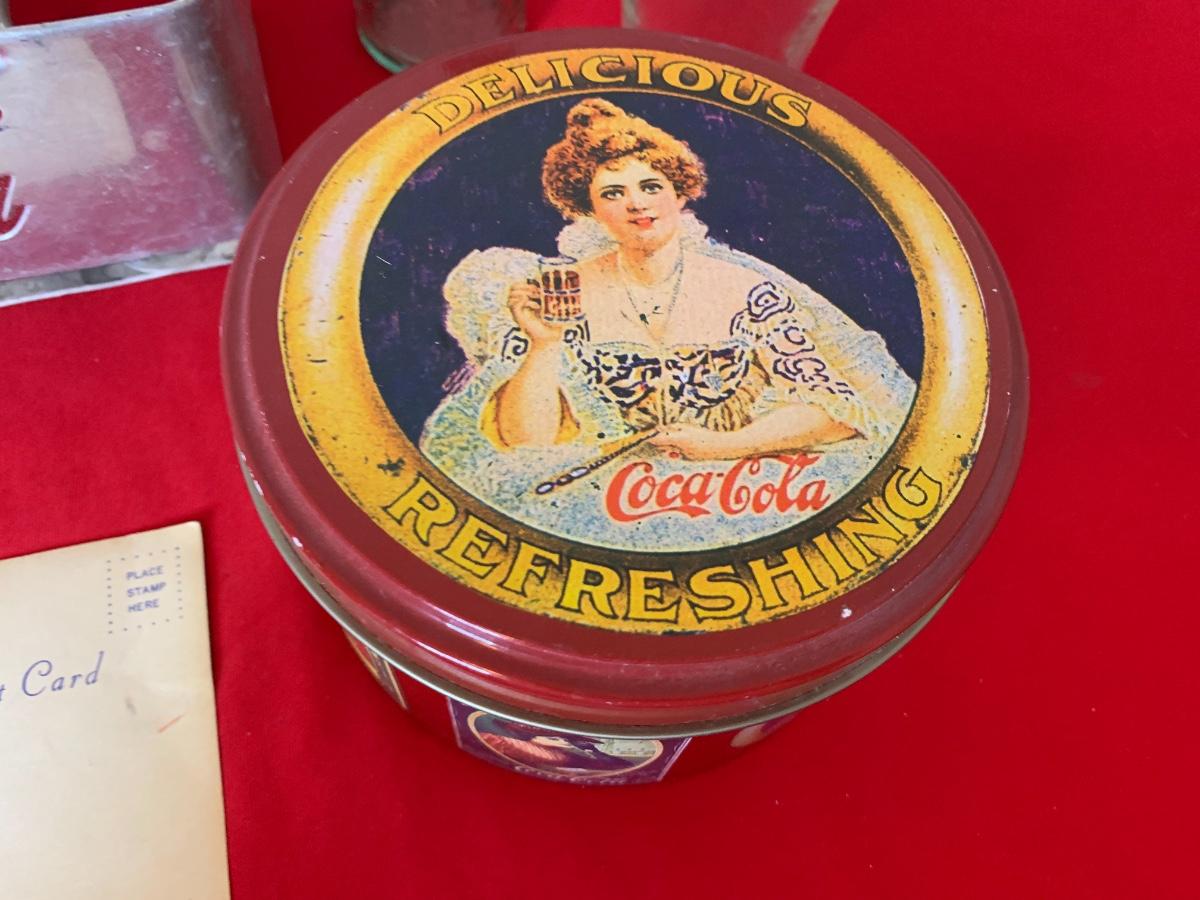 DELICIOUS
Coca-Cola
REFRESHING
PLACE
STAMP
HERE
Card